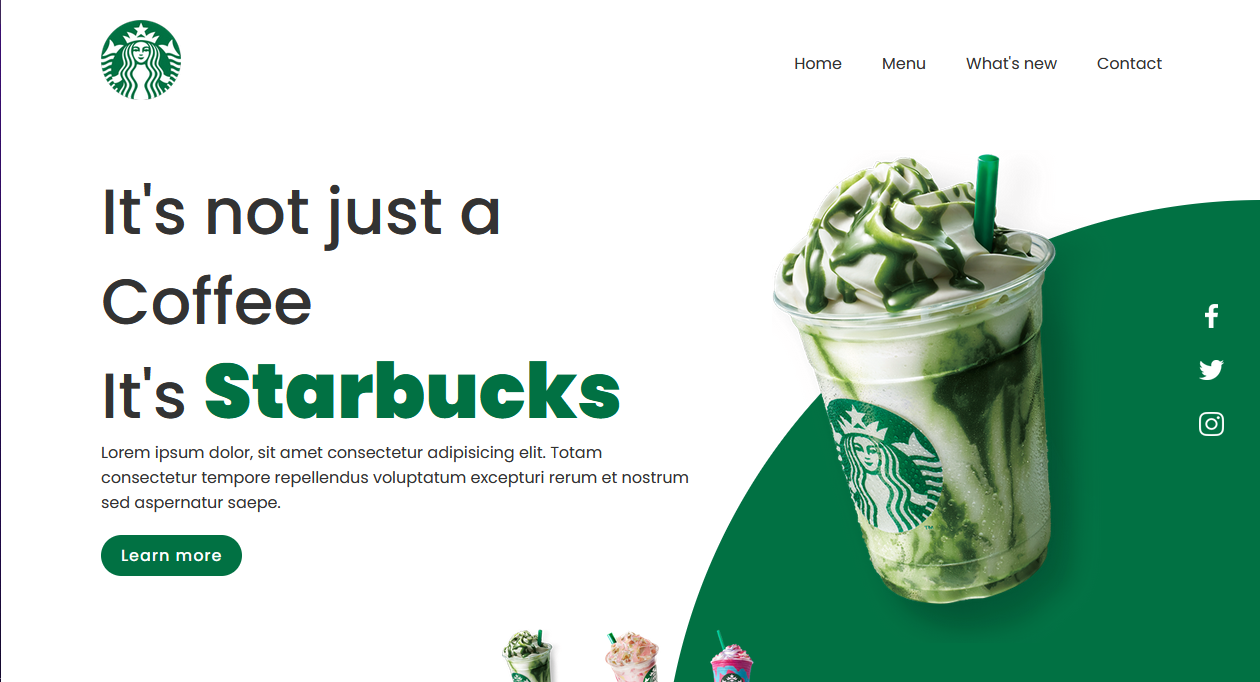 Home Menu What's new Contact
It's not just a
Coffee
It's Starbucks
Lorem ipsum dolor, sit amet consectetur adipisicing elit. Totam
consectetur tempore repellendus voluptatum excepturi rerum et nostrum
sed aspernatur saepe.
Learn more